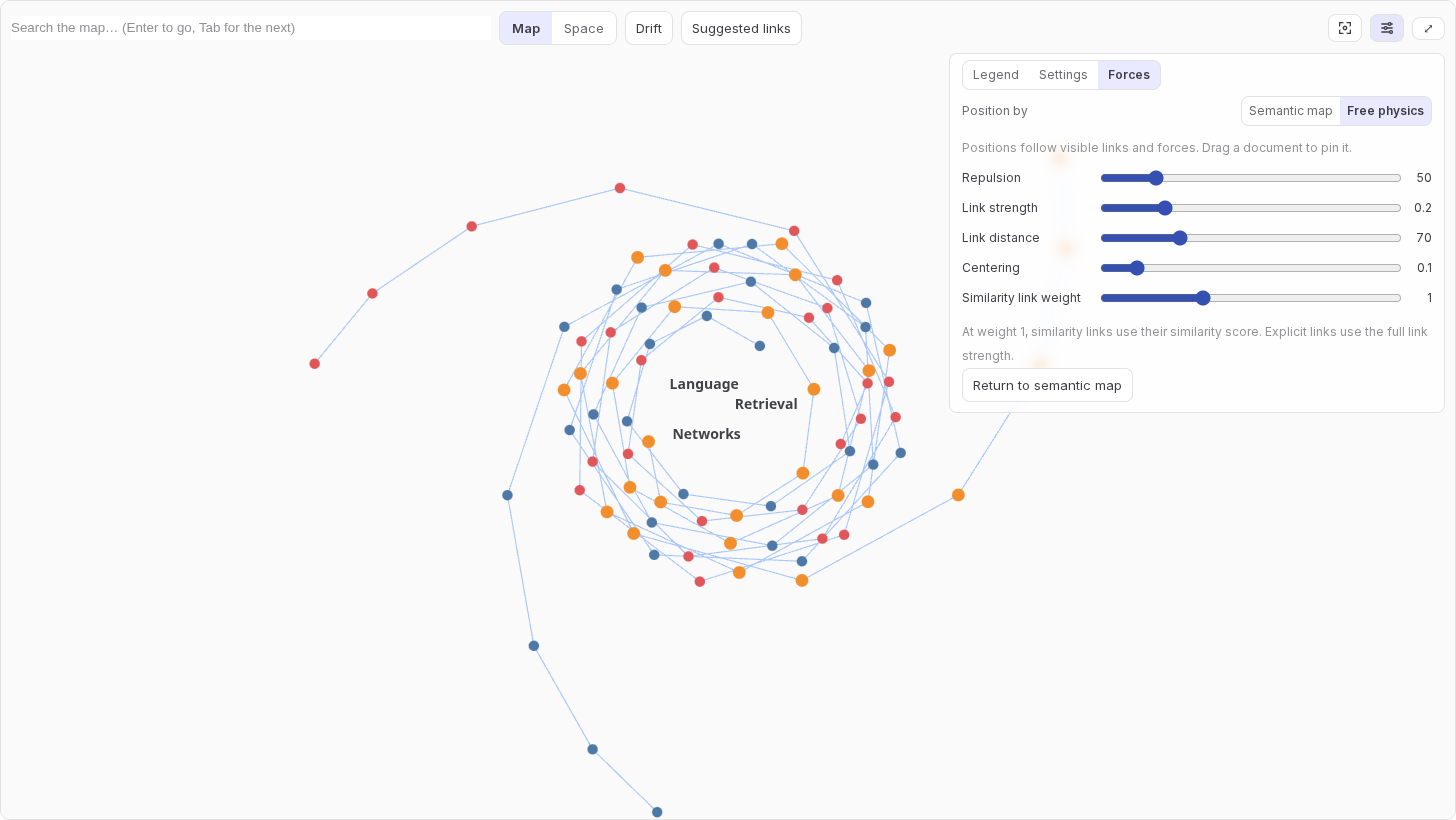 Search the map… (Enter to go, Tab for the next)
Map
Space
Drift
Suggested links
Legend
Settings
Forces
Position by
Semantic map
Free physics
Positions follow visible links and forces. Drag a document to pin it.
Repulsion 50
Link strength 0.2
Link distance 70
Centering 0.1
Similarity link weight 1
At weight 1, similarity links use their similarity score. Explicit links use the full link
strength.
Return to semantic map
Language
Retrieval
Networks